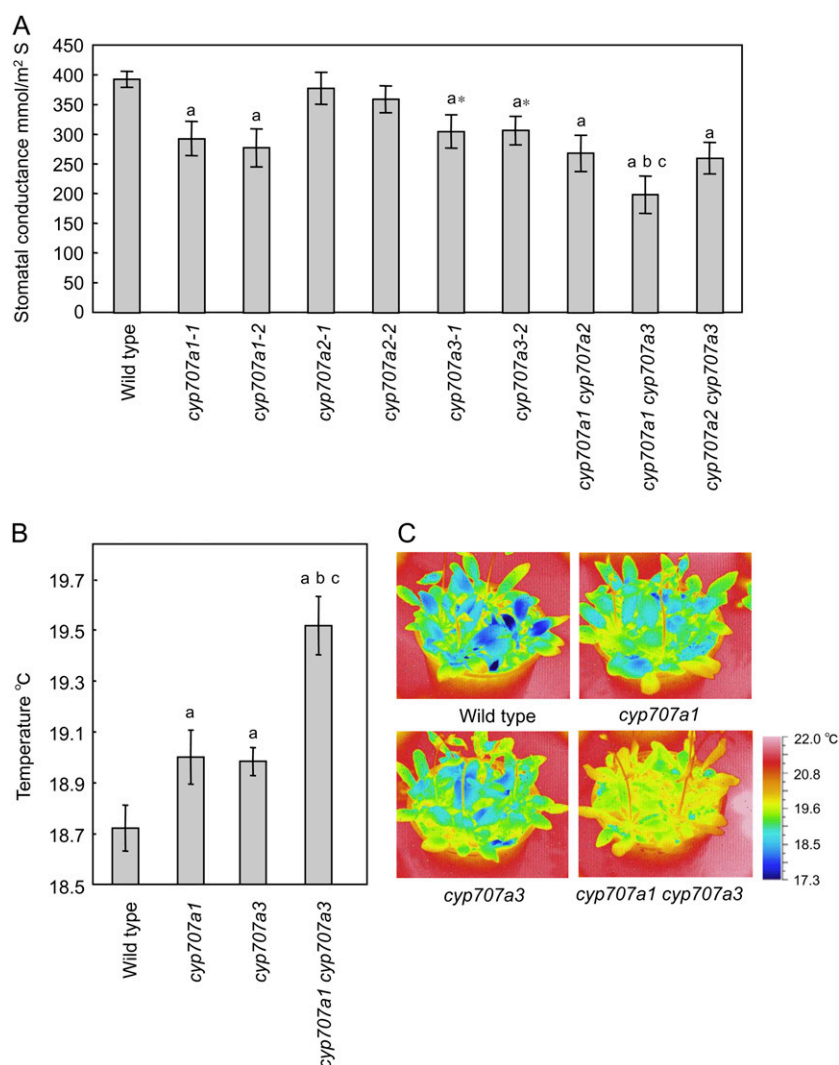 A
Stomatal conductance mmol/m² S
450
400
350
300
250
200
150
100
50
0
a
a
a*
a*
a
a b c
a
Wild type
cyp707a1-1
cyp707a1-2
cyp707a2-1
cyp707a2-2
cyp707a3-1
cyp707a3-2
cyp707a1 cyp707a2
cyp707a1 cyp707a3
cyp707a2 cyp707a3
B
Temperature °C
19.7
19.5
19.3
19.1
18.9
18.7
18.5
a
a
a b c
Wild type
cyp707a1
cyp707a3
cyp707a1 cyp707a3
C
Wild type
cyp707a1
cyp707a3
cyp707a1 cyp707a3
22.0 °C
20.8
19.6
18.5
17.3